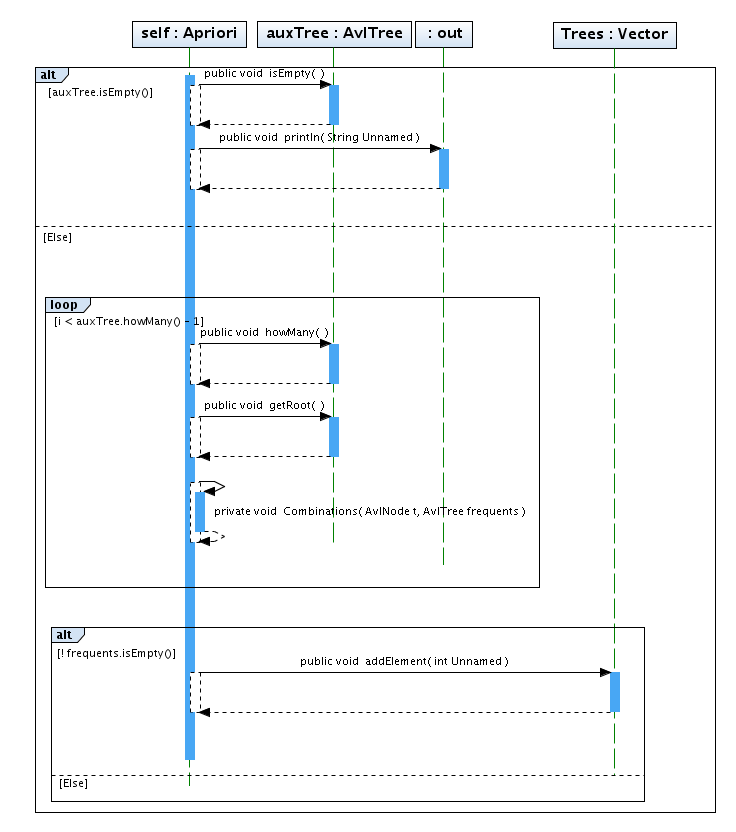 self : Apriori
auxTree : AvlTree
: out
Trees : Vector
alt
public void isEmpty( )
[auxTree.isEmpty()]
public void println( String Unnamed )
[Else]
loop
[i < auxTree.howMany() - 1]
public void howMany( )
public void getRoot( )
private void Combinations( AvlNode t, AvlTree frequents )
alt
[! frequents.isEmpty()]
public void addElement( int Unnamed )
[Else]